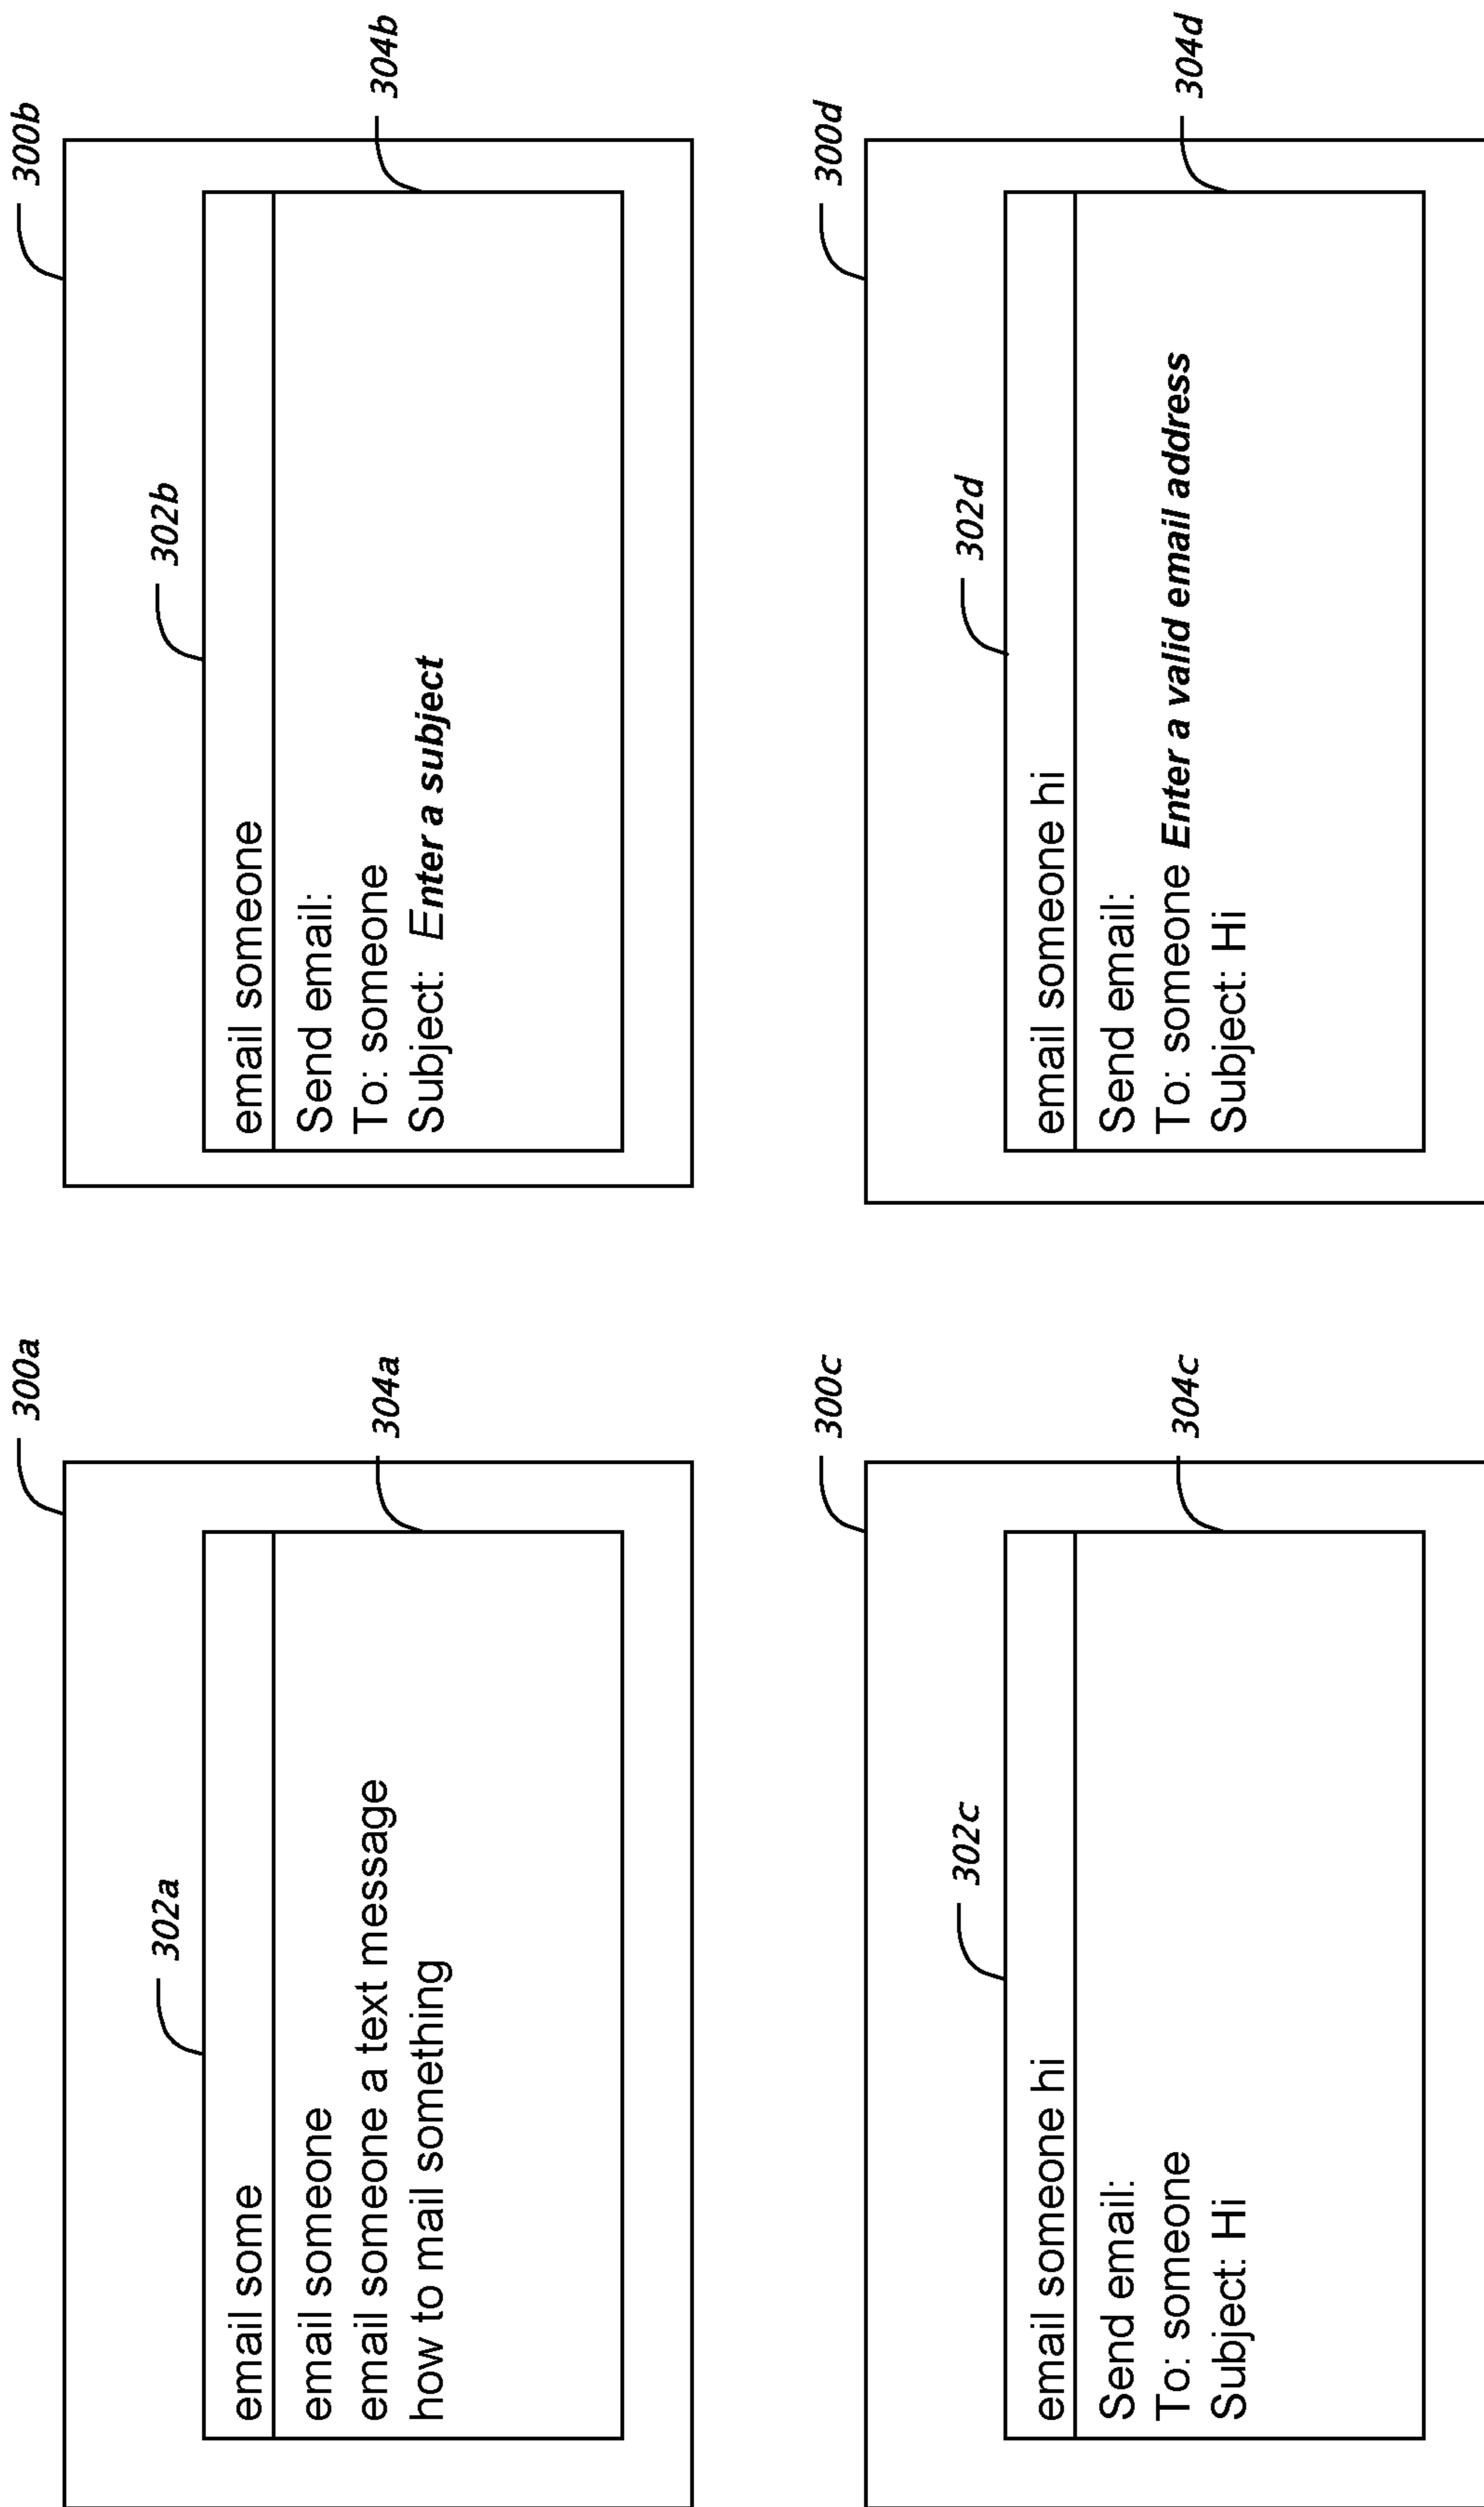 300a
302a
email some
email someone
email someone a text message
how to mail something
304a
300b
302b
email someone
Send email:
To: someone
Subject: Enter a subject
304b
300c
302c
email someone hi
Send email:
To: someone
Subject: Hi
304c
300d
302d
email someone hi
Send email:
To: someone Enter a valid email address
Subject: Hi
304d